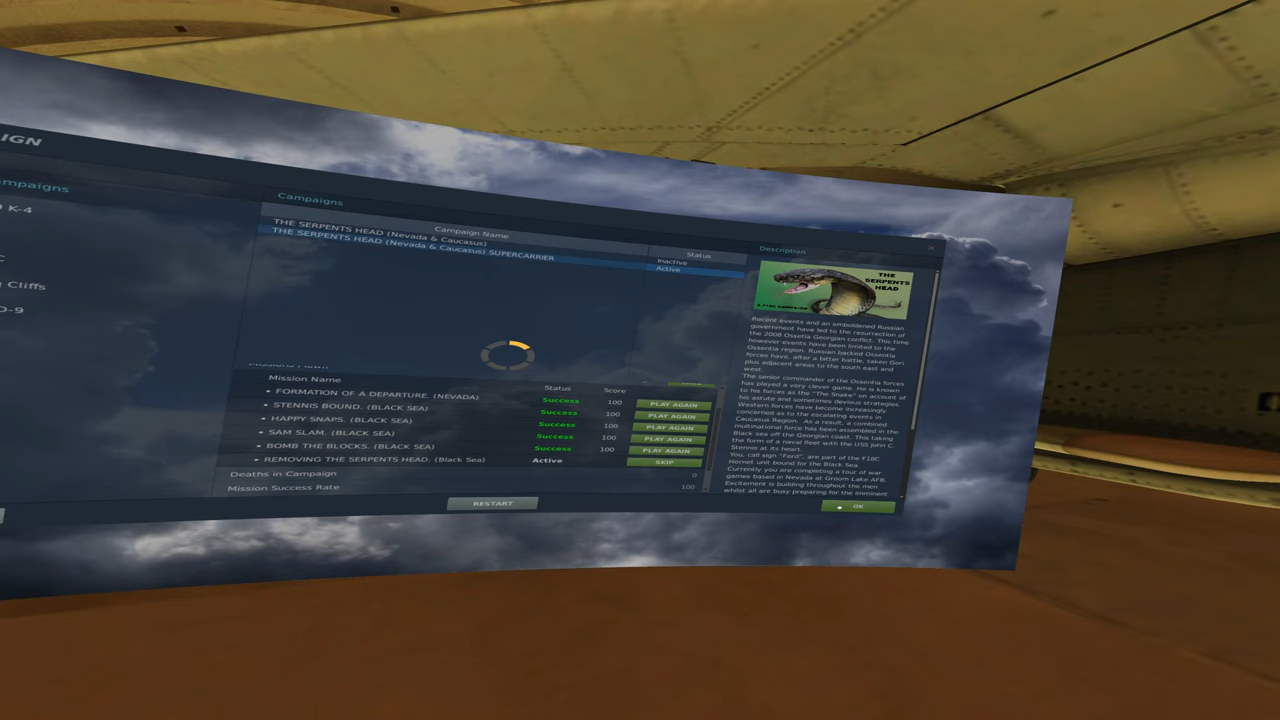 IGN
mpaigns
K-4
C
Cliffs
D-9
Campaigns
Campaign Name
Status
THE SERPENTS HEAD (Nevada & Caucasus)
Inactive
THE SERPENTS HEAD (Nevada & Caucasus) SUPERCARRIER
Active
Mission Name
Status
Score
FORMATION OF A DEPARTURE. (NEVADA)
Success
100
PLAY AGAIN
STENNIS BOUND. (BLACK SEA)
Success
100
PLAY AGAIN
HAPPY SNAPS. (BLACK SEA)
Success
100
PLAY AGAIN
SAM SLAM. (BLACK SEA)
Success
100
PLAY AGAIN
BOMB THE BLOCKS. (BLACK SEA)
Success
100
PLAY AGAIN
REMOVING THE SERPENTS HEAD. (Black Sea)
Active
SKIP
Deaths in Campaign
0
Mission Success Rate
100
RESTART
Description
THE
SERPENTS
HEAD
A F18C CAMPAIGN
Recent events and an emboldened Russian
government have led to the resurrection of
the 2008 Ossetia Georgian conflict. This time
however events have been limited to the
Ossentia region. Russian backed Ossentia
forces have, after a bitter battle, taken Gori
plus adjacent areas to the south east and
west.
The senior commander of the Ossentia forces
has played a very clever game. He is known
to his forces as the "The Snake" on account of
his astute and sometimes devious strategies.
Western forces have become increasingly
concerned as to the escalating events in
Caucasus Region. As a result, a combined
multinational force has been assembled in the
Black sea off the Georgian coast. This taking
the form of a naval fleet with the USS John C.
Stennis at its heart.
You, call sign "Ford", are part of the F18C
Hornet unit bound for the Black Sea.
Currently you are completing a tour of war
games based in Nevada at Groom Lake AFB.
Excitement is building throughout the men
whilst all are busy preparing for the imminent
OK